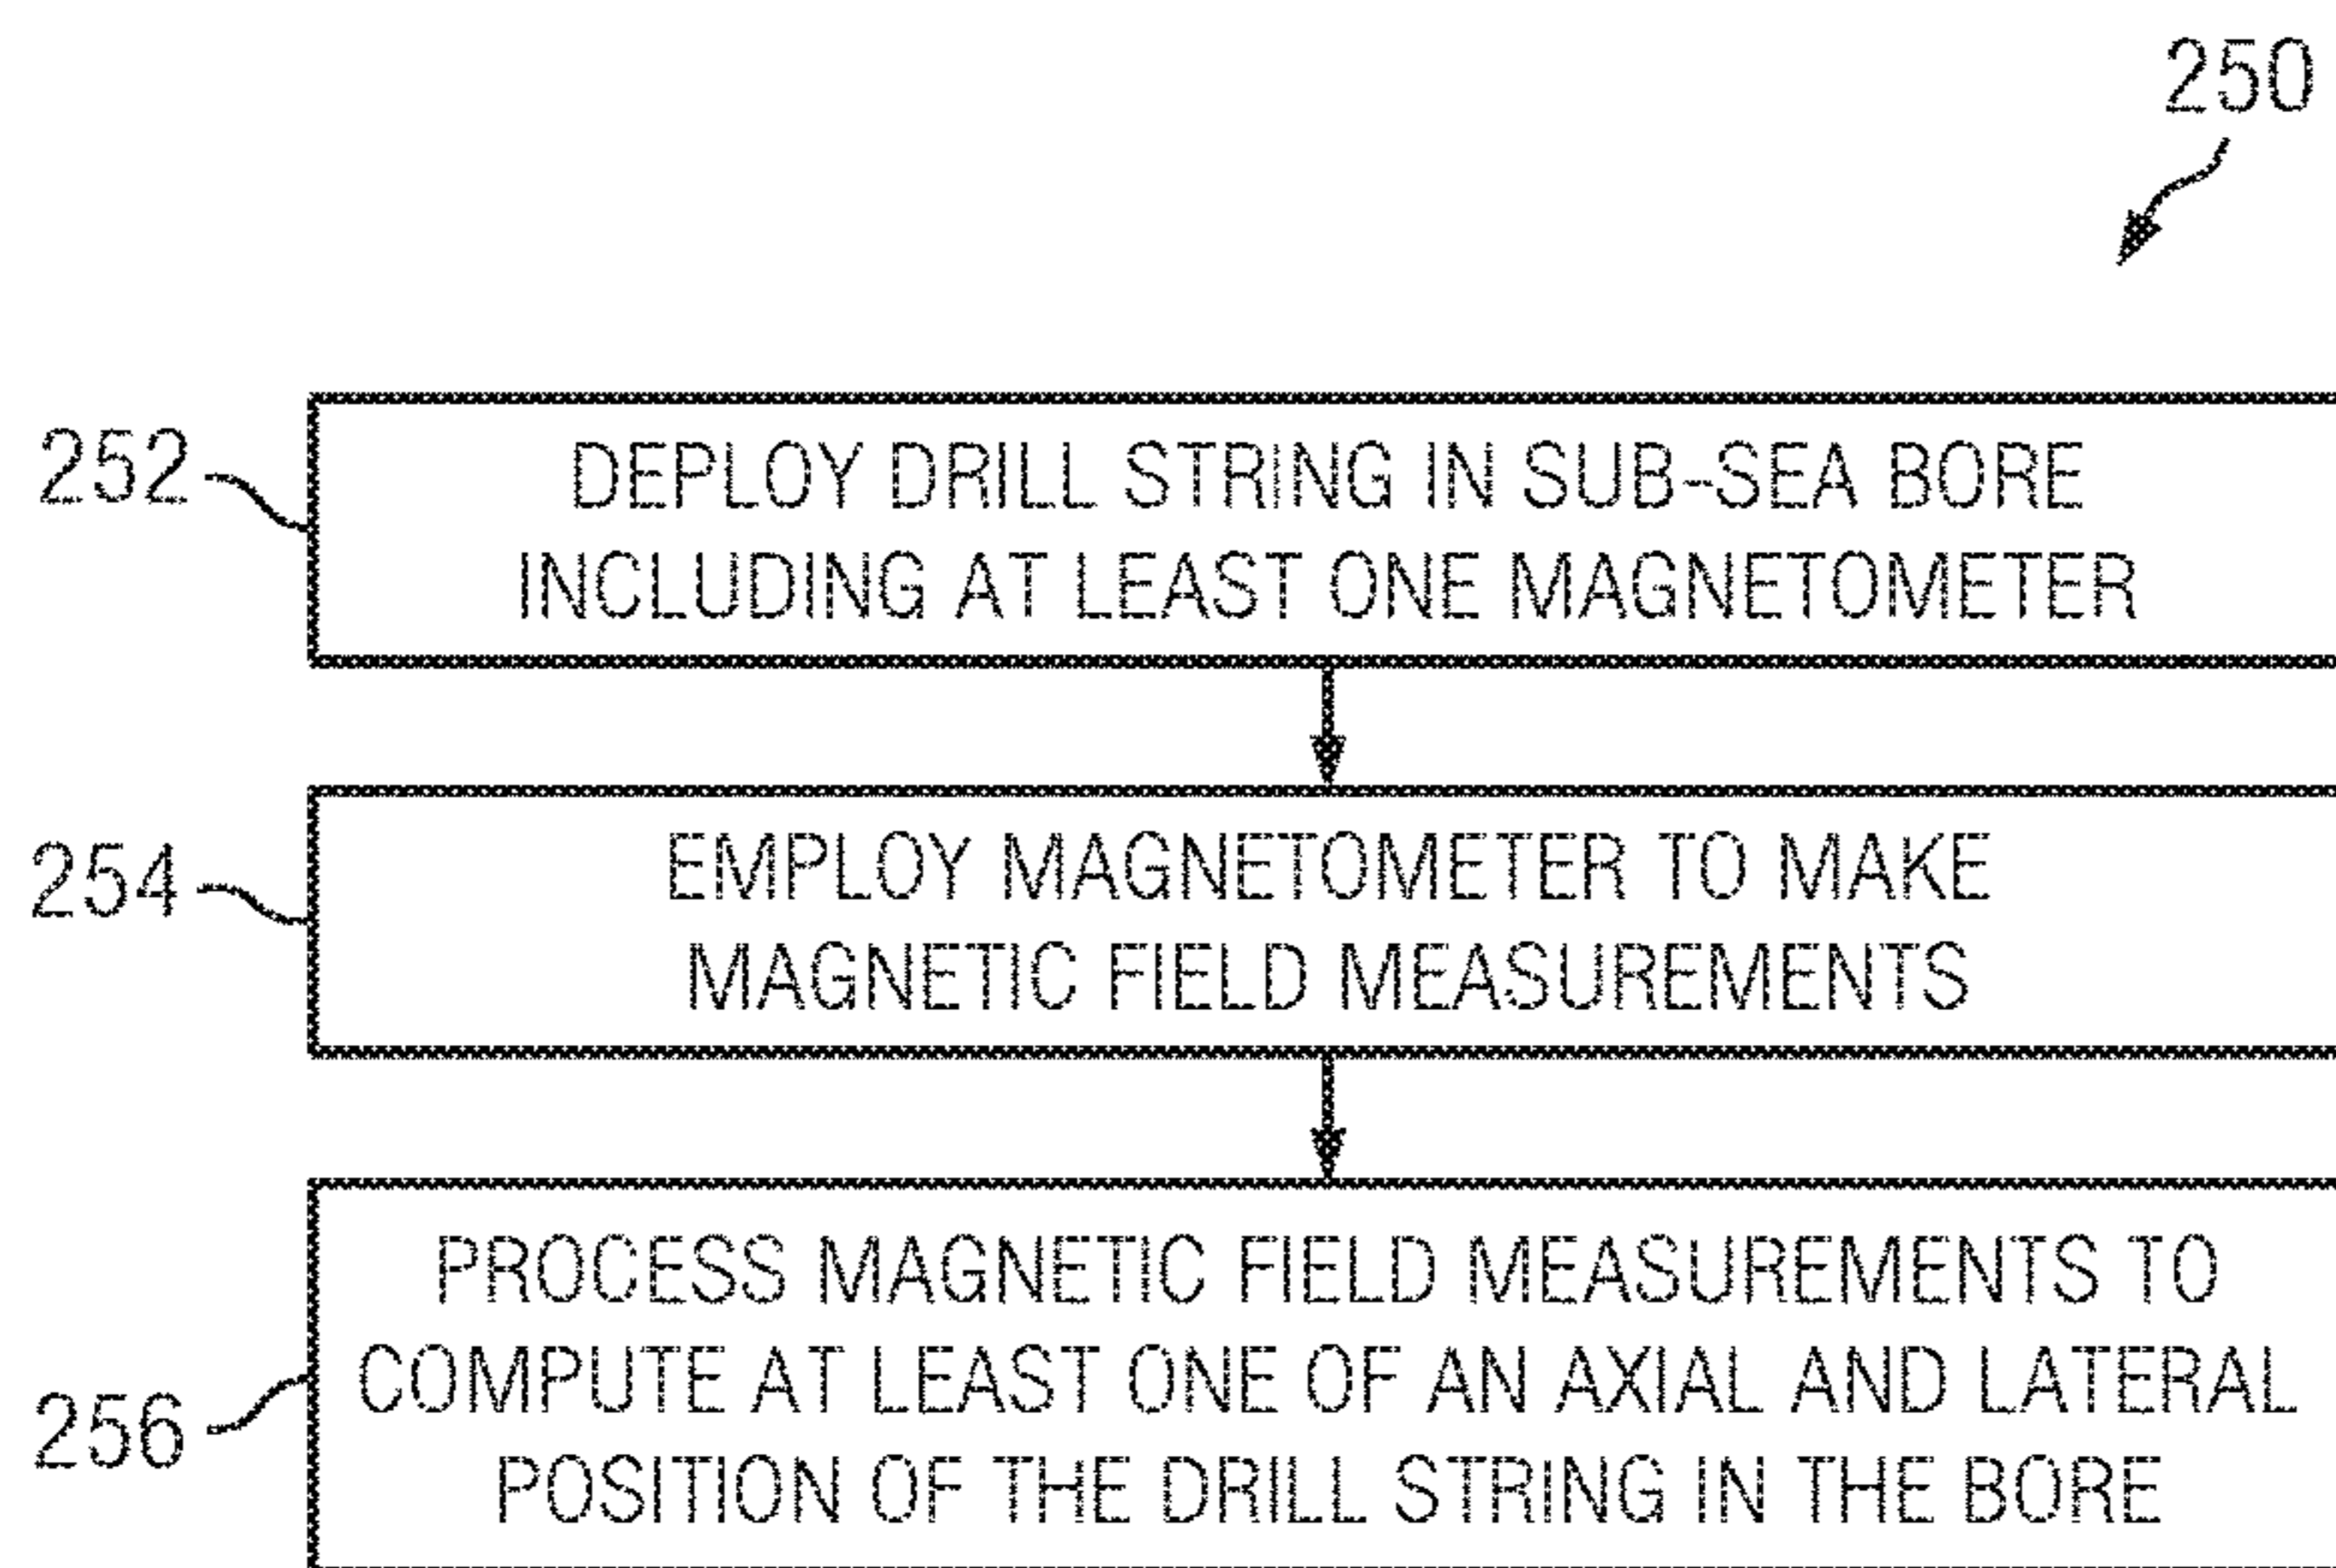 250
252
DEPLOY DRILL STRING IN SUB-SEA BORE
INCLUDING AT LEAST ONE MAGNETOMETER
254
EMPLOY MAGNETOMETER TO MAKE
MAGNETIC FIELD MEASUREMENTS
256
PROCESS MAGNETIC FIELD MEASUREMENTS TO
COMPUTE AT LEAST ONE OF AN AXIAL AND LATERAL
POSITION OF THE DRILL STRING IN THE BORE